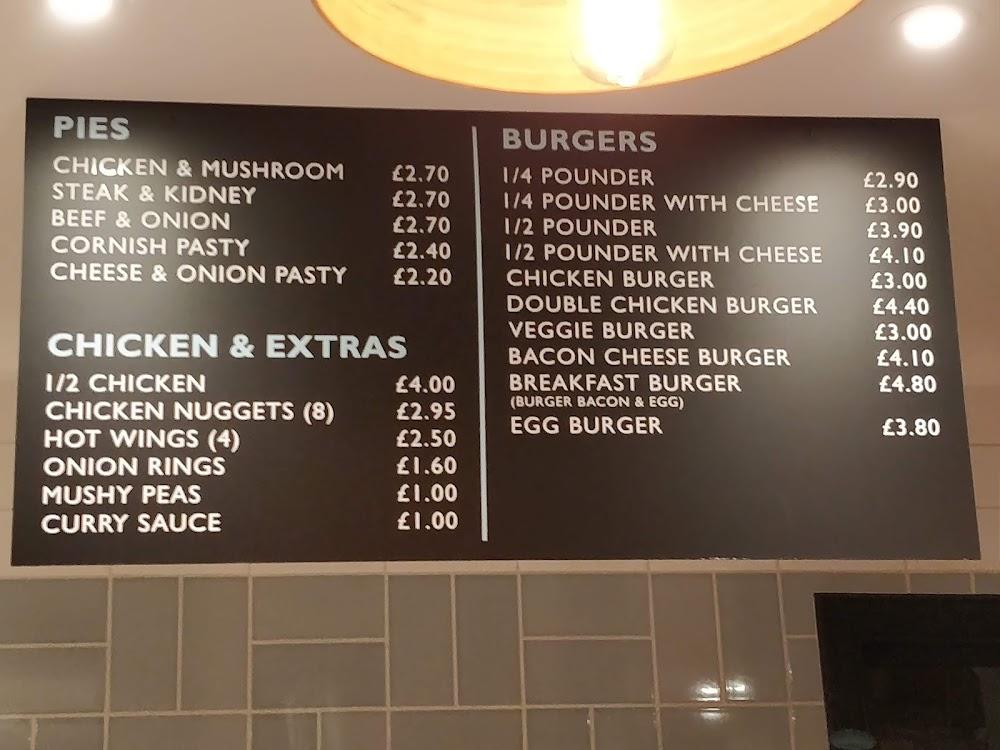 PIES
CHICKEN & MUSHROOM £2.70
STEAK & KIDNEY £2.70
BEEF & ONION £2.70
CORNISH PASTY £2.40
CHEESE & ONION PASTY £2.20
CHICKEN & EXTRAS
1/2 CHICKEN £4.00
CHICKEN NUGGETS (8) £2.95
HOT WINGS (4) £2.50
ONION RINGS £1.60
MUSHY PEAS £1.00
CURRY SAUCE £1.00
BURGERS
1/4 POUNDER £2.90
1/4 POUNDER WITH CHEESE £3.00
1/2 POUNDER £3.90
1/2 POUNDER WITH CHEESE £4.10
CHICKEN BURGER £3.00
DOUBLE CHICKEN BURGER £4.40
VEGGIE BURGER £3.00
BACON CHEESE BURGER £4.10
BREAKFAST BURGER £4.80
(BURGER BACON & EGG)
EGG BURGER £3.80